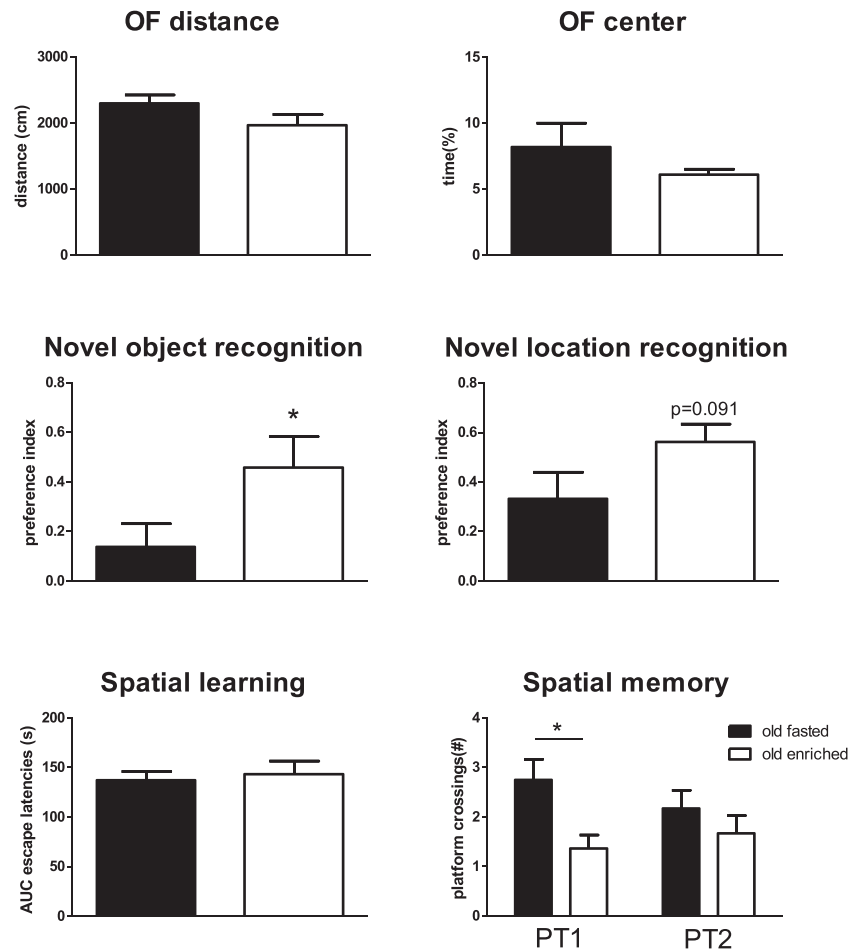 OF distance
3000
2000
1000
0
distance (cm)
OF center
15
10
5
0
time(%)
Novel object recognition
0.8
0.6
0.4
0.2
0.0
preference index
*
Novel location recognition
0.8
0.6
0.4
0.2
0.0
preference index
p=0.091
Spatial learning
200
150
100
50
0
AUC escape latencies (s)
Spatial memory
4
3
2
1
0
platform crossings(#)
*
old fasted
old enriched
PT1 PT2